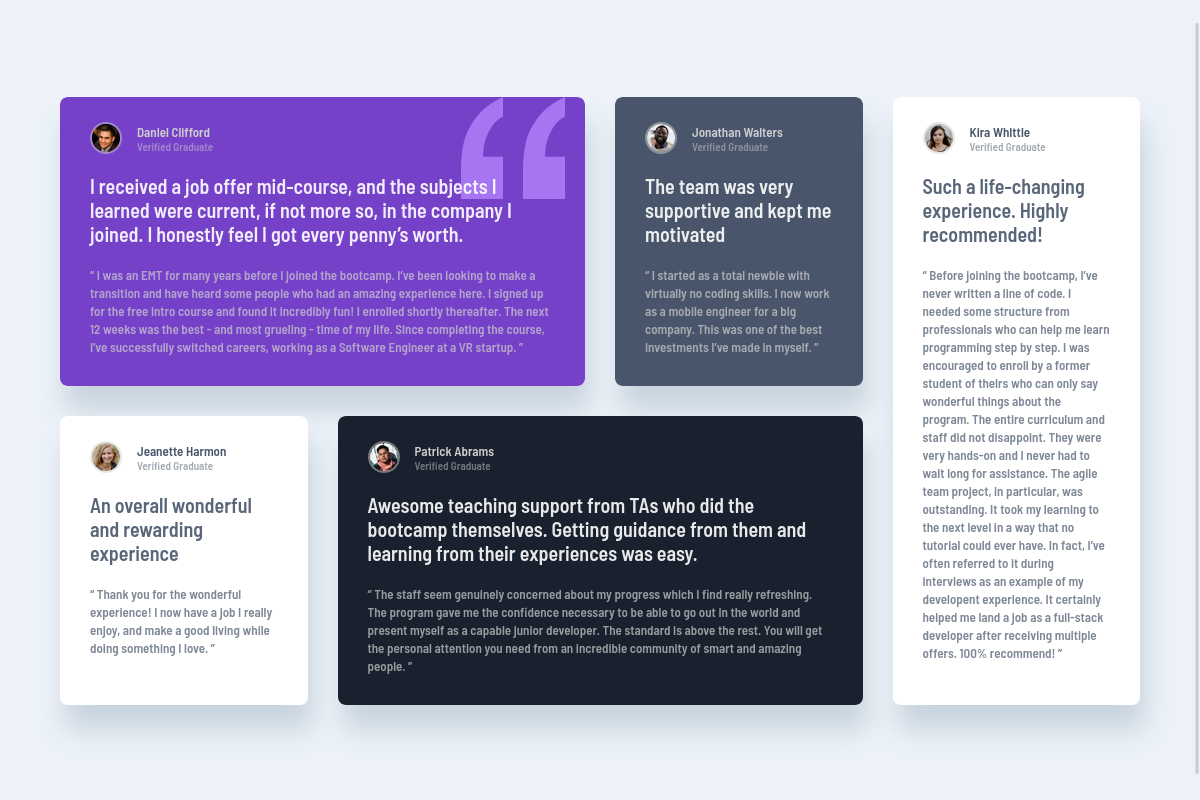 Daniel Clifford
Verified Graduate
I received a job offer mid-course, and the subjects I
learned were current, if not more so, in the company I
joined. I honestly feel I got every penny’s worth.
“ I was an EMT for many years before I joined the bootcamp. I’ve been looking to make a
transition and have heard some people who had an amazing experience here. I signed up
for the free intro course and found it incredibly fun! I enrolled shortly thereafter. The next
12 weeks was the best - and most grueling - time of my life. Since completing the course,
I’ve successfully switched careers, working as a Software Engineer at a VR startup. ”
Jonathan Walters
Verified Graduate
The team was very
supportive and kept me
motivated
“ I started as a total newbie with
virtually no coding skills. I now work
as a mobile engineer for a big
company. This was one of the best
investments I’ve made in myself. ”
Kira Whittle
Verified Graduate
Such a life-changing
experience. Highly
recommended!
“ Before joining the bootcamp, I’ve
never written a line of code. I
needed some structure from
professionals who can help me learn
programming step by step. I was
encouraged to enroll by a former
student of theirs who can only say
wonderful things about the
program. The entire curriculum and
staff did not disappoint. They were
very hands-on and I never had to
wait long for assistance. The agile
team project, in particular, was
outstanding. It took my learning to
the next level in a way that no
tutorial could ever have. In fact, I’ve
often referred to it during
interviews as an example of my
developent experience. It certainly
helped me land a job as a full-stack
developer after receiving multiple
offers. 100% recommend! ”
Jeanette Harmon
Verified Graduate
An overall wonderful
and rewarding
experience
“ Thank you for the wonderful
experience! I now have a job I really
enjoy, and make a good living while
doing something I love. ”
Patrick Abrams
Verified Graduate
Awesome teaching support from TAs who did the
bootcamp themselves. Getting guidance from them and
learning from their experiences was easy.
“ The staff seem genuinely concerned about my progress which I find really refreshing.
The program gave me the confidence necessary to be able to go out in the world and
present myself as a capable junior developer. The standard is above the rest. You will get
the personal attention you need from an incredible community of smart and amazing
people. ”